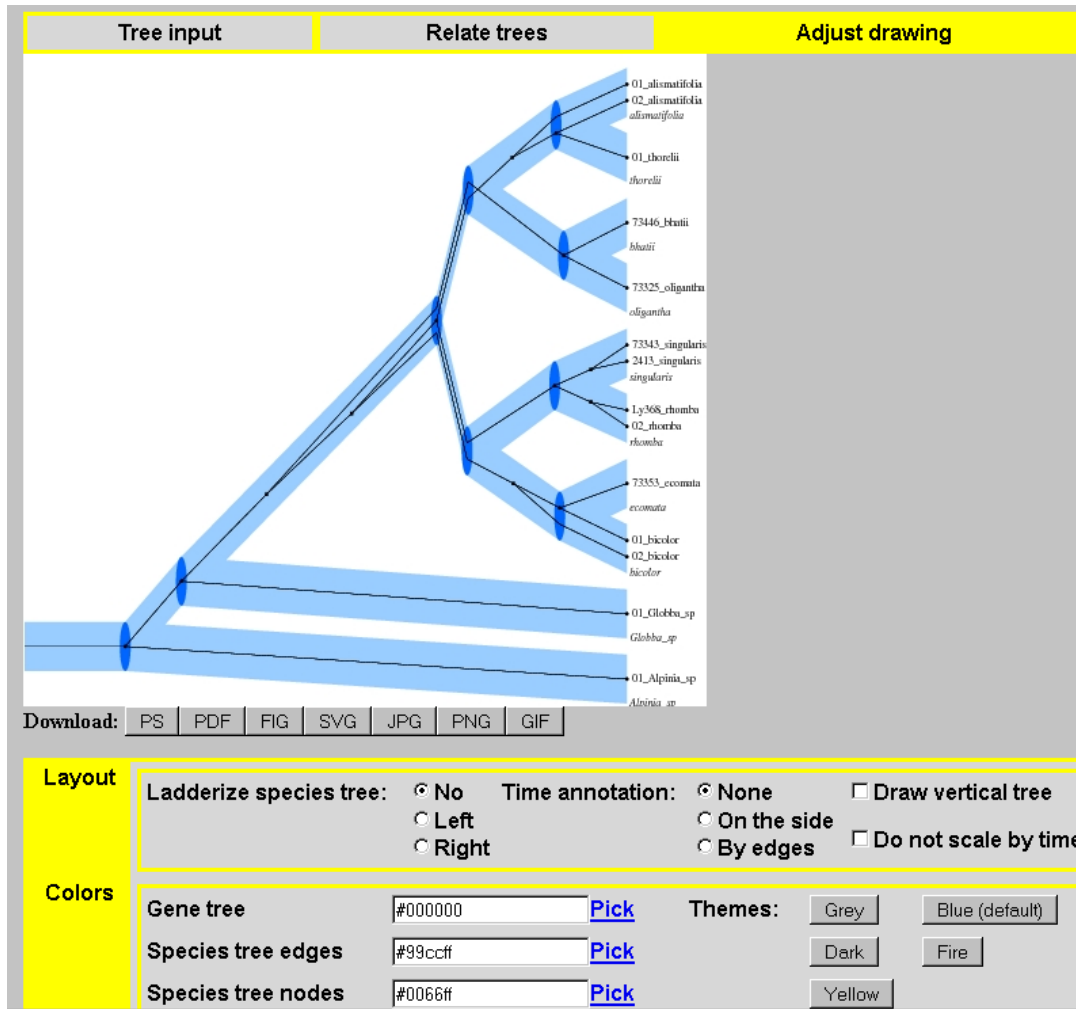 Tree input Relate trees Adjust drawing
01_alismatifolia
02_alismatifolia
alismatifolia
01_thorelii
thorelii
73446_bhatii
bhatii
73325_oligantha
oligantha
73343_singularis
2413_singularis
singularis
Ly368_rhomba
02_rhomba
rhomba
73353_ecomata
ecomata
01_bicolor
02_bicolor
bicolor
01_Globba_sp
Globba_sp
01_Alpinia_sp
Alpinia_sp
Download: PS PDF FIG SVG JPG PNG GIF
Layout
Ladderize species tree: No Time annotation: None Draw vertical tree
Left On the side
Right By edges Do not scale by time
Colors
Gene tree #000000 Pick Themes: Grey Blue (default)
Species tree edges #99ccff Pick Dark Fire
Species tree nodes #0066ff Pick Yellow